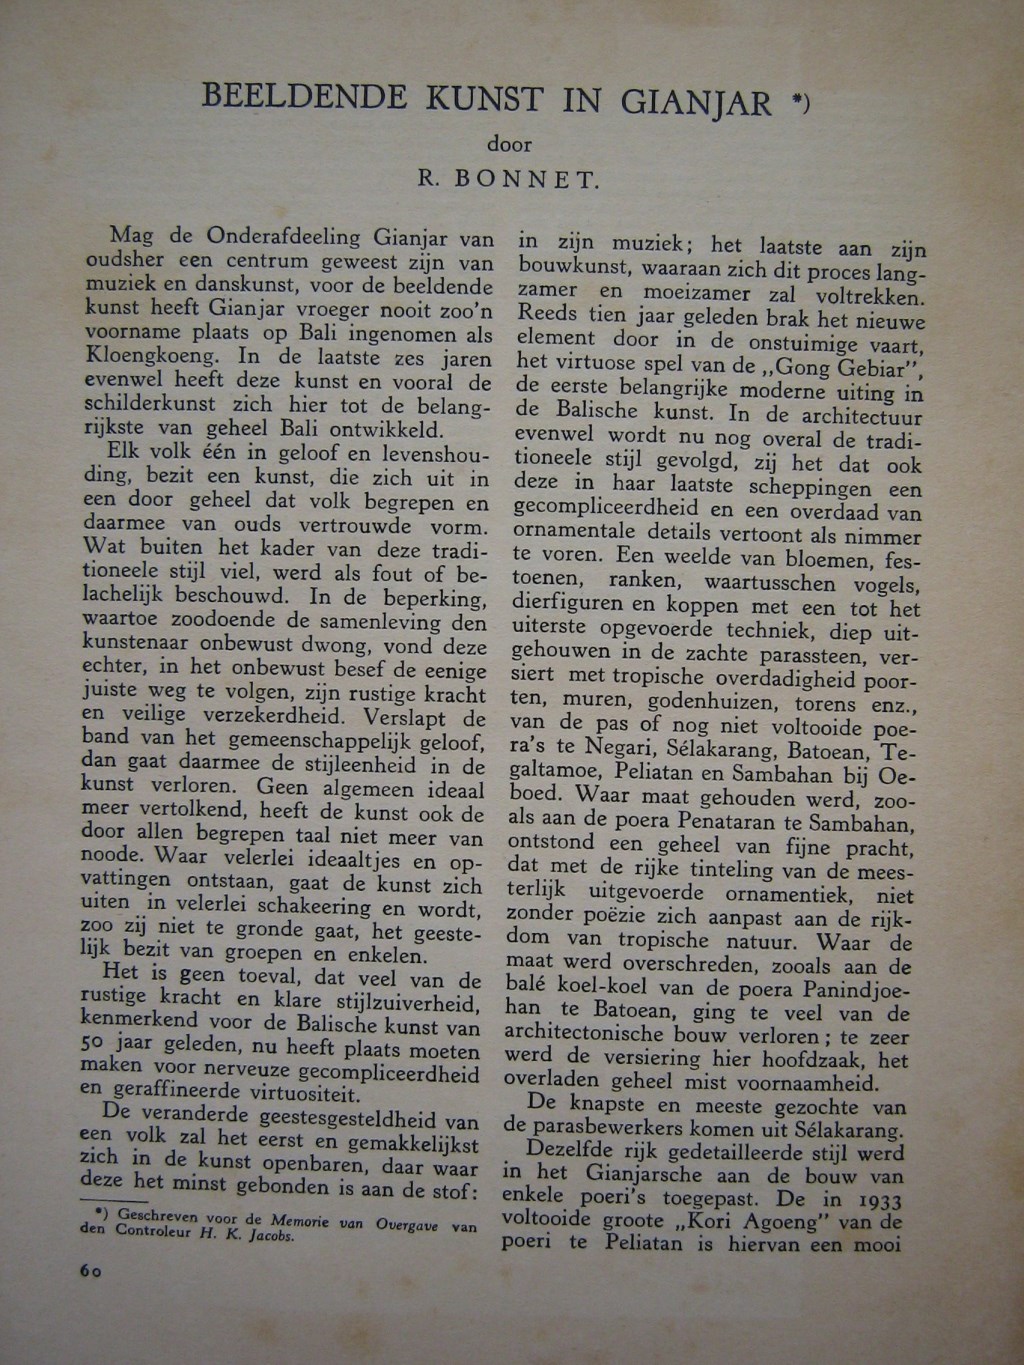 BEELDENDE KUNST IN GIANJAR *)
door
R. BONNET.
Mag de Onderafdeeling Gianjar van
oudsher een centrum geweest zijn van
muziek en danskunst, voor de beeldende
kunst heeft Gianjar vroeger nooit zoo'n
voorname plaats op Bali ingenomen als
Kloengkoeng. In de laatste zes jaren
evenwel heeft deze kunst en vooral de
schilderkunst zich hier tot de belang-
rijkste van geheel Bali ontwikkeld.
Elk volk één in geloof en levenshou-
ding, bezit een kunst, die zich uit in
een door geheel dat volk begrepen en
daarmee van ouds vertrouwde vorm.
Wat buiten het kader van deze tradi-
tioneele stijl viel, werd als fout of be-
lachelijk beschouwd. In de beperking,
waartoe zoodoende de samenleving den
kunstenaar onbewust dwong, vond deze
echter, in het onbewust besef de eenige
juiste weg te volgen, zijn rustige kracht
en veilige verzekerdheid. Verslapt de
band van het gemeenschappelijk geloof,
dan gaat daarmee de stijleenheid in de
kunst verloren. Geen algemeen ideaal
meer vertolkend, heeft de kunst ook de
door allen begrepen taal niet meer van
noode. Waar velerlei ideaaltjes en op-
vattingen ontstaan, gaat de kunst zich
uiten in velerlei schakeering en wordt,
zoo zij niet te gronde gaat, het geeste-
lijk bezit van groepen en enkelen.
Het is geen toeval, dat veel van de
rustige kracht en klare stijlzuiverheid,
kenmerkend voor de Balische kunst van
50 jaar geleden, nu heeft plaats moeten
maken voor nerveuze gecompliceerdheid
en geraffineerde virtuositeit.
De veranderde geestesgesteldheid van
een volk zal het eerst en gemakkelijkst
zich in de kunst openbaren, daar waar
deze het minst gebonden is aan de stof:
*) Geschreven voor de Memorie van Overgave van
den Controleur H. K. Jacobs.
60
in zijn muziek; het laatste aan zijn
bouwkunst, waaraan zich dit proces lang-
zamer en moeizamer zal voltrekken.
Reeds tien jaar geleden brak het nieuwe
element door in de onstuimige vaart,
het virtuose spel van de „Gong Gebiar",
de eerste belangrijke moderne uiting in
de Balische kunst. In de architectuur
evenwel wordt nu nog overal de tradi-
tioneele stijl gevolgd, zij het dat ook
deze in haar laatste scheppingen een
gecompliceerdheid en een overdaad van
ornamentale details vertoont als nimmer
te voren. Een weelde van bloemen, fes-
toenen, ranken, waartusschen vogels,
dierfiguren en koppen met een tot het
uiterste opgevoerde techniek, diep uit-
gehouwen in de zachte parassteen, ver-
siert met tropische overdadigheid poor-
ten, muren, godenhuizen, torens enz.,
van de pas of nog niet voltooide poe-
ra's te Negari, Sélakarang, Batoean, Te-
galtamoe, Peliatan en Sambahan bij Oe-
boed. Waar maat gehouden werd, zoo-
als aan de poera Penataran te Sambahan,
ontstond een geheel van fijne pracht,
dat met de rijke tinteling van de mees-
terlijk uitgevoerde ornamentiek, niet
zonder poëzie zich aanpast aan de rijk-
dom van tropische natuur. Waar de
maat werd overschreden, zooals aan de
balé koel-koel van de poera Panindjoe-
han te Batoean, ging te veel van de
architectonische bouw verloren; te zeer
werd de versiering hier hoofdzaak, het
overladen geheel mist voornaamheid.
De knapste en meeste gezochte van
de parasbewerkers komen uit Sélakarang.
Dezelfde rijk gedetailleerde stijl werd
in het Gianjarsche aan de bouw van
enkele poeri's toegepast. De in 1933
voltooide groote „Kori Agoeng" van de
poeri te Peliatan is hiervan een mooi